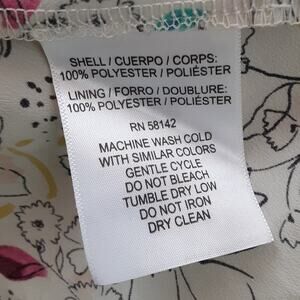 SHELL / CUERPO / CORPS:
100% POLYESTER / POLIÉSTER
LINING / FORRO / DOUBLURE:
100% POLYESTER / POLIÉSTER
RN 58142
MACHINE WASH COLD
WITH SIMILAR COLORS
GENTLE CYCLE
DO NOT BLEACH
TUMBLE DRY LOW
DO NOT IRON
DRY CLEAN